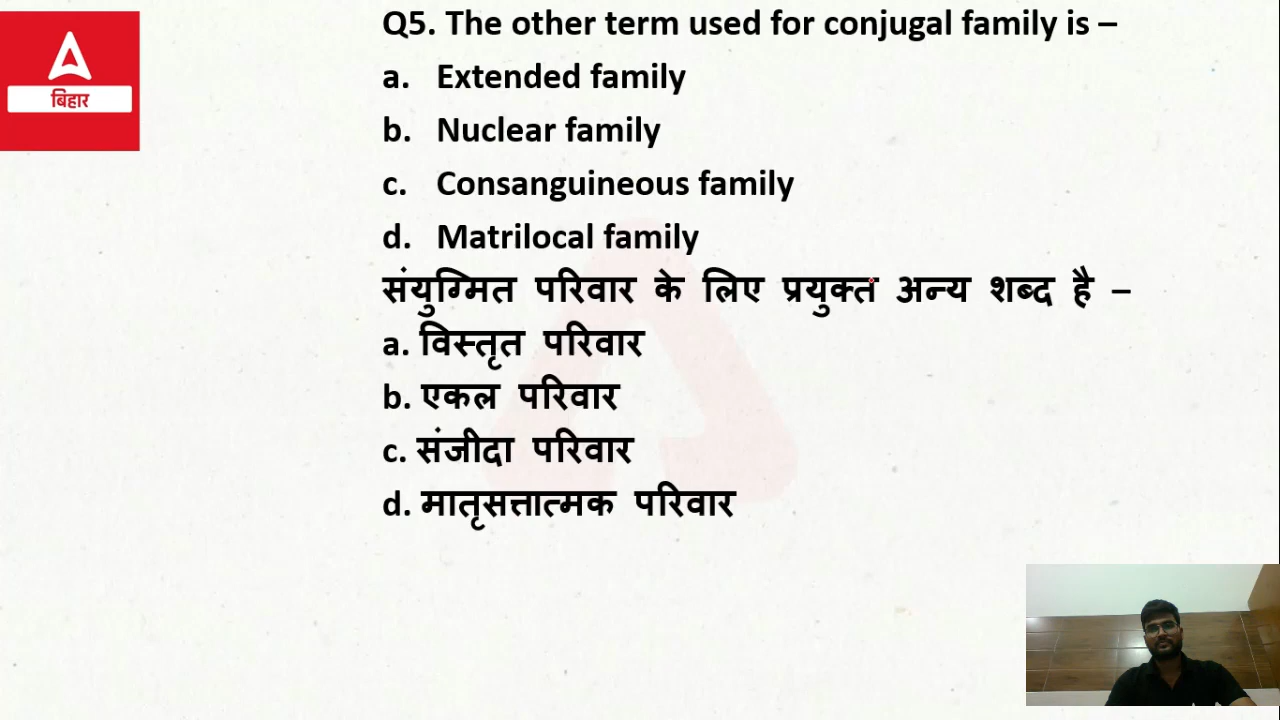 बिहार
Q5. The other term used for conjugal family is –
a. Extended family
b. Nuclear family
c. Consanguineous family
d. Matrilocal family
संयुग्मित परिवार के लिए प्रयुक्त अन्य शब्द है –
a. विस्तृत परिवार
b. एकल परिवार
c. संजीदा परिवार
d. मातृसत्तात्मक परिवार